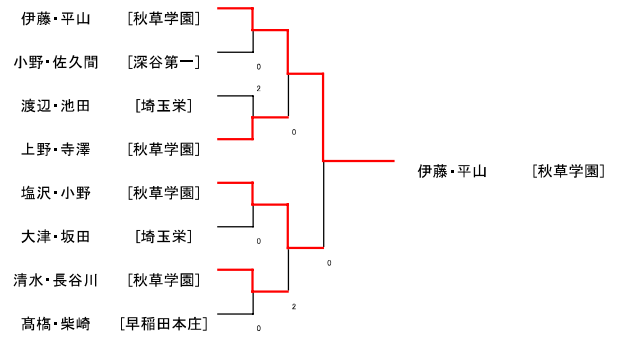 伊藤・平山 [秋草学園]
小野・佐久間 [深谷第一]
0
2
渡辺・池田 [埼玉栄]
0
上野・寺澤 [秋草学園]
伊藤・平山 [秋草学園]
塩沢・小野 [秋草学園]
大津・坂田 [埼玉栄]
0
0
清水・長谷川 [秋草学園]
2
髙槗・柴崎 [早稲田本庄]
0